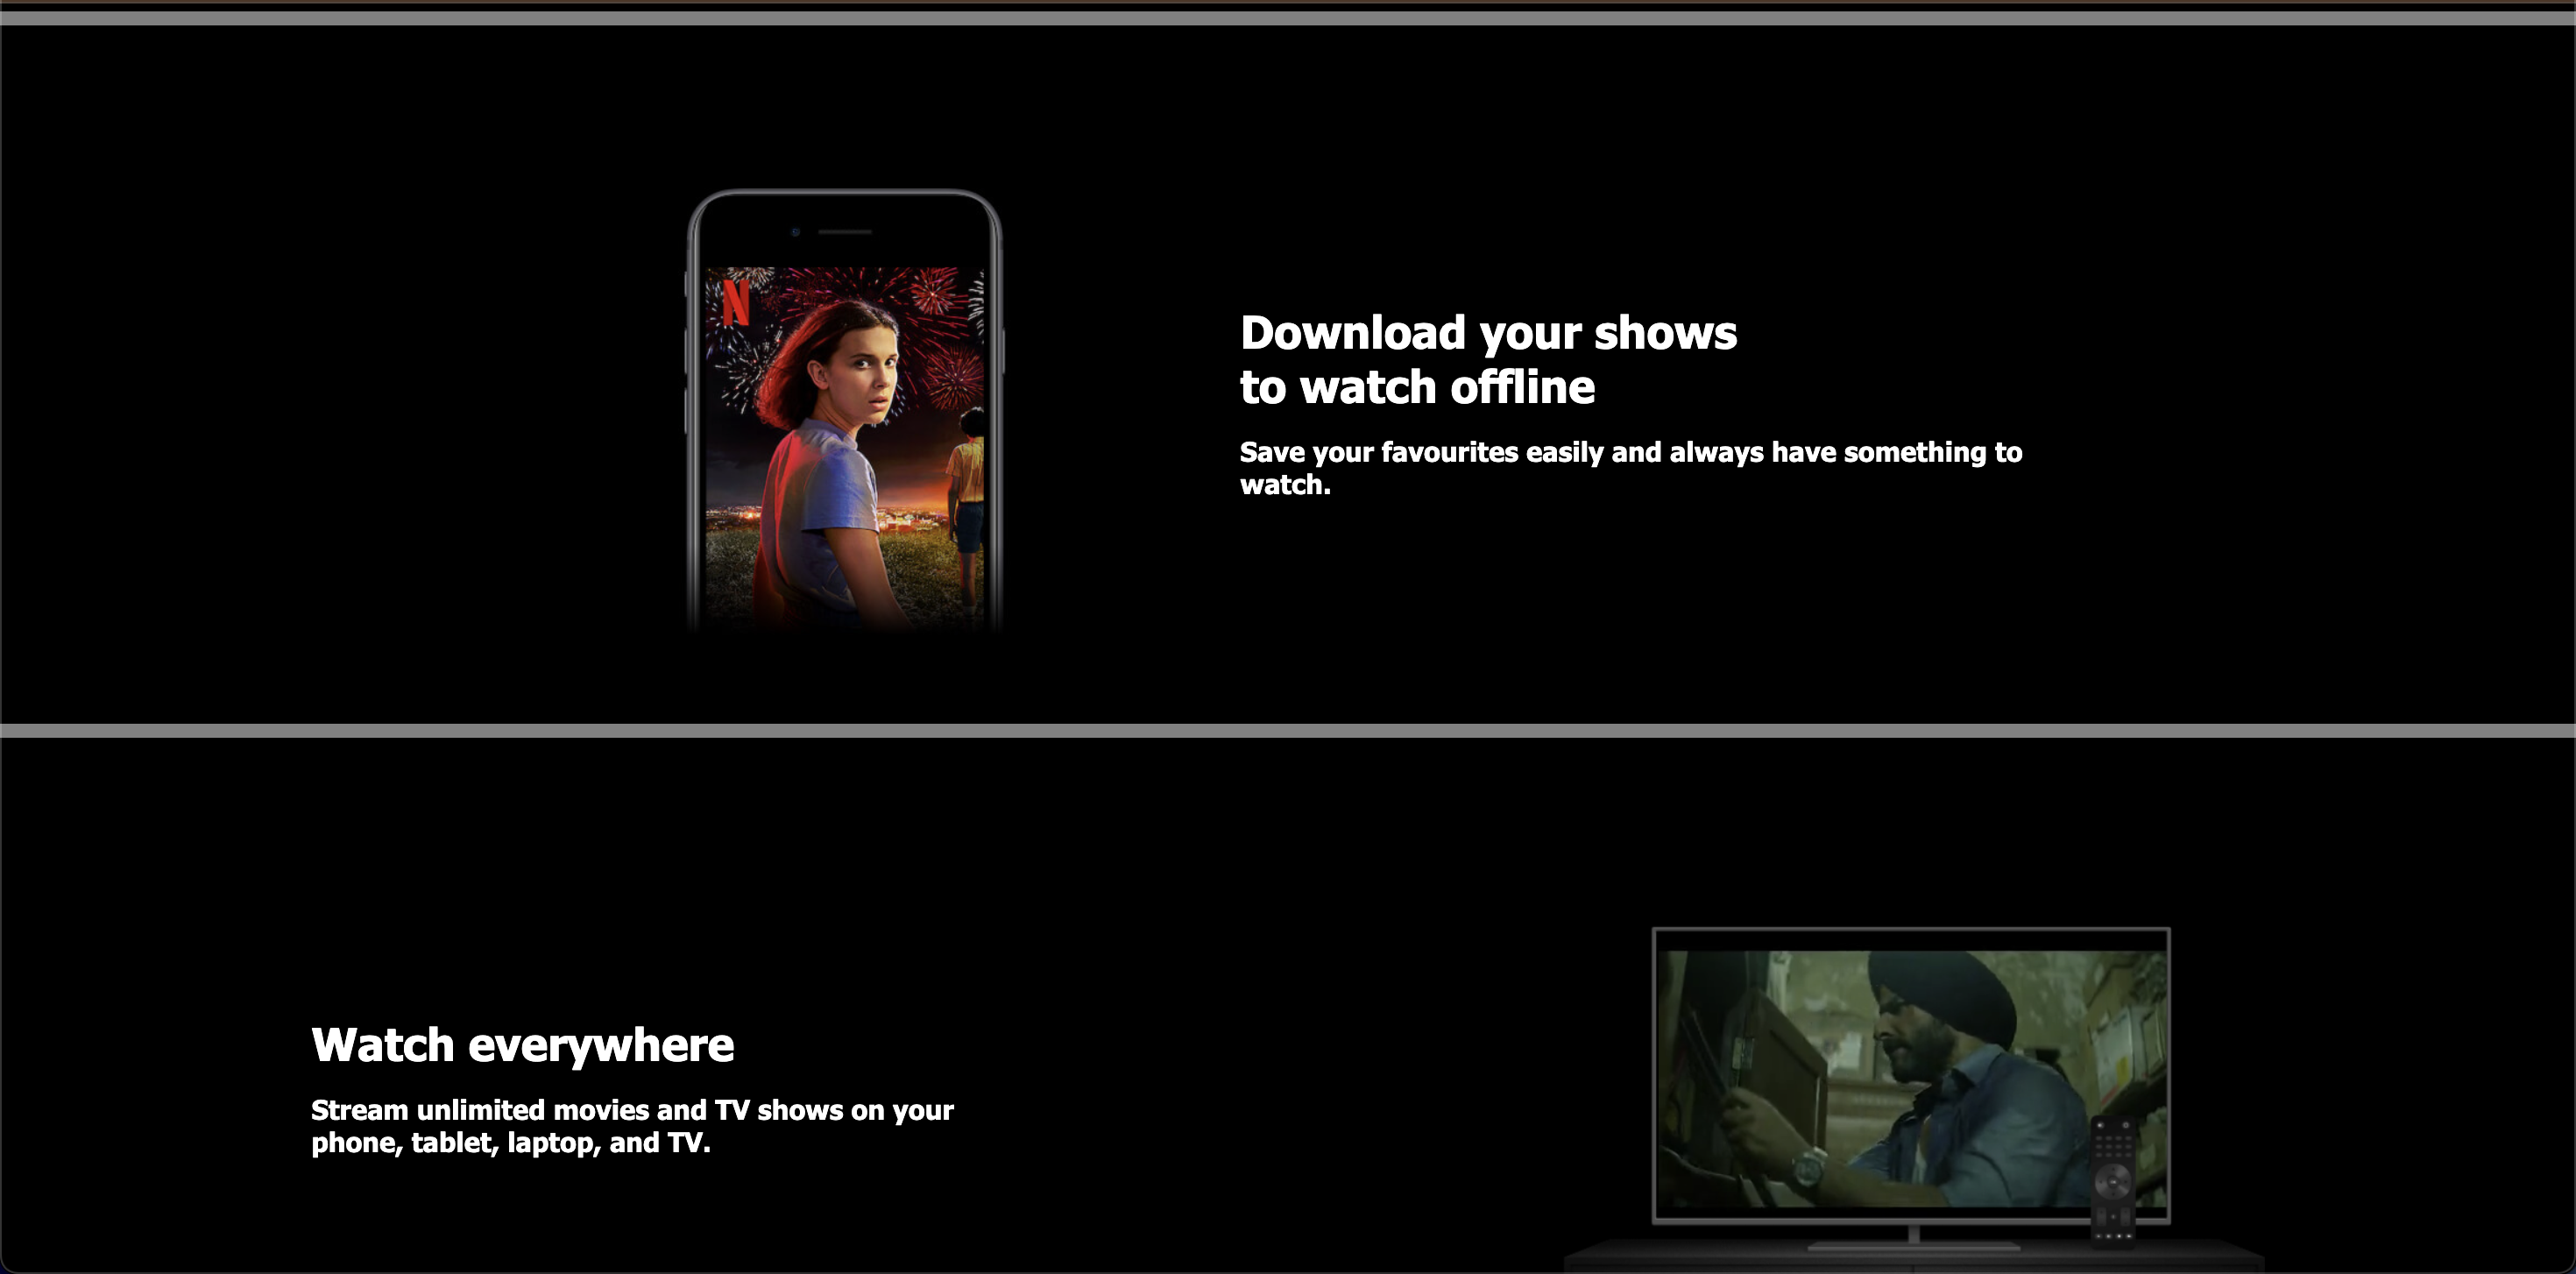 N
Download your shows
to watch offline
Save your favourites easily and always have something to
watch.
Watch everywhere
Stream unlimited movies and TV shows on your
phone, tablet, laptop, and TV.